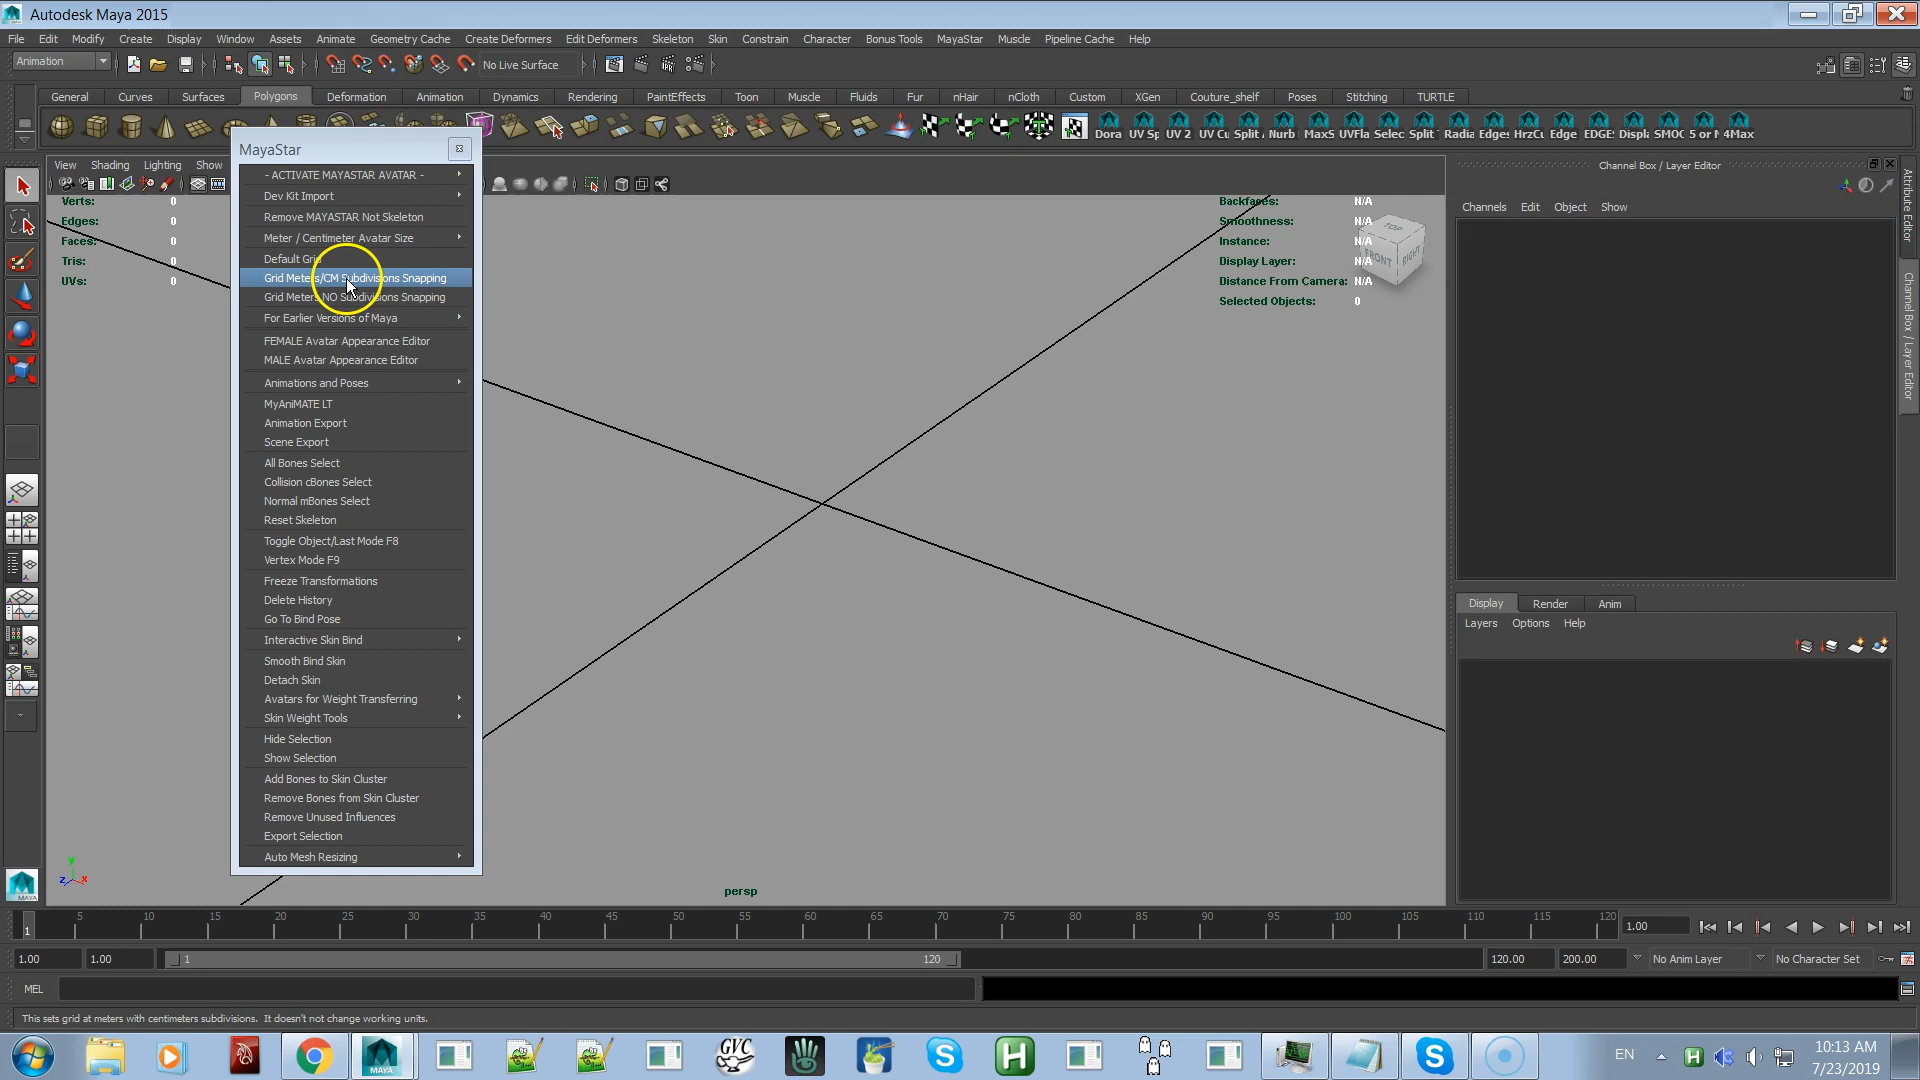 Autodesk Maya 2015
File Edit Modify Create Display Window Assets Animate Geometry Cache Create Deformers Edit Deformers Skeleton Skin Constrain Character Bonus Tools MayaStar Muscle Pipeline Cache Help
Animation No Live Surface
General Curves Surfaces Polygons Deformation Animation Dynamics Rendering PaintEffects Toon Muscle Fluids Fur nHair nCloth Custom XGen Couture_shelf Poses Stitching TURTLE
Dora UV Sp UV 2 UV Cu Split Nurb MaxS UVFla Selec Split Radia Edge: HrzC Edge EDGE! Displ SMOC 5 or 4Max
MayaStar
View Shading Lighting Show
Channel Box / Layer Editor
Channels Edit Object Show
Verts: 0
Edges: 0
Faces: 0
Tris: 0
UVs: 0
- ACTIVATE MAYASTAR AVATAR -
Dev Kit Import
Remove MAYASTAR Not Skeleton
Meter / Centimeter Avatar Size
Default Grid
Grid Meters/CM Subdivisions Snapping
Grid Meters NO Subdivisions Snapping
For Earlier Versions of Maya
FEMALE Avatar Appearance Editor
MALE Avatar Appearance Editor
Animations and Poses
MyAniMATE LT
Animation Export
Scene Export
All Bones Select
Collision cBones Select
Normal mBones Select
Reset Skeleton
Toggle Object/Last Mode F8
Vertex Mode F9
Freeze Transformations
Delete History
Go To Bind Pose
Interactive Skin Bind
Smooth Bind Skin
Detach Skin
Avatars for Weight Transferring
Skin Weight Tools
Hide Selection
Show Selection
Add Bones to Skin Cluster
Remove Bones from Skin Cluster
Remove Unused Influences
Export Selection
Auto Mesh Resizing
Backfaces: N/A
Smoothness: N/A
Instance: N/A
Display Layer: N/A
Distance From Camera: N/A
Selected Objects: 0
TOP
FRONT RIGHT
Attribute Editor
Channel Box / Layer Editor
Display Render Anim
Layers Options Help
y
z x
persp
MAYA
5 10 15 20 25 30 35 40 45 50 55 60 65 70 75 80 85 90 95 100 105 110 115 120
1 1.00
1.00 1.00 1 120 120.00 200.00 No Anim Layer No Character Set
MEL
This sets grid at meters with centimeters subdivisions. It doesn't change working units.
MAYA GVC EN
10:13 AM
7/23/2019